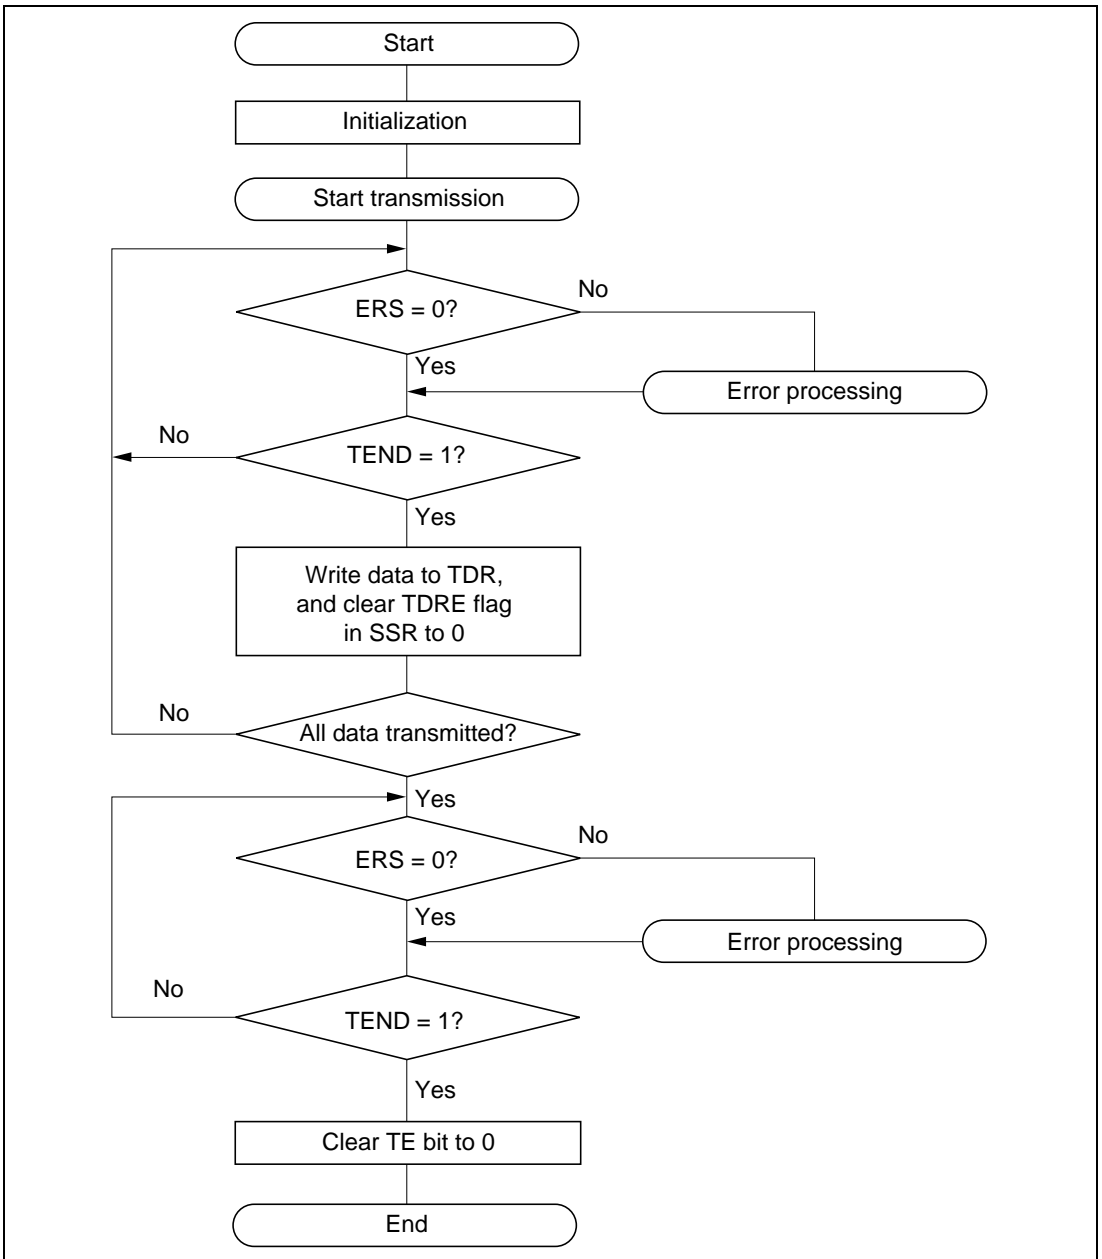 Start
Initialization
Start transmission
ERS = 0?
No
Yes
Error processing
No
TEND = 1?
Yes
Write data to TDR,
and clear TDRE flag
in SSR to 0
No
All data transmitted?
Yes
ERS = 0?
No
Yes
Error processing
No
TEND = 1?
Yes
Clear TE bit to 0
End